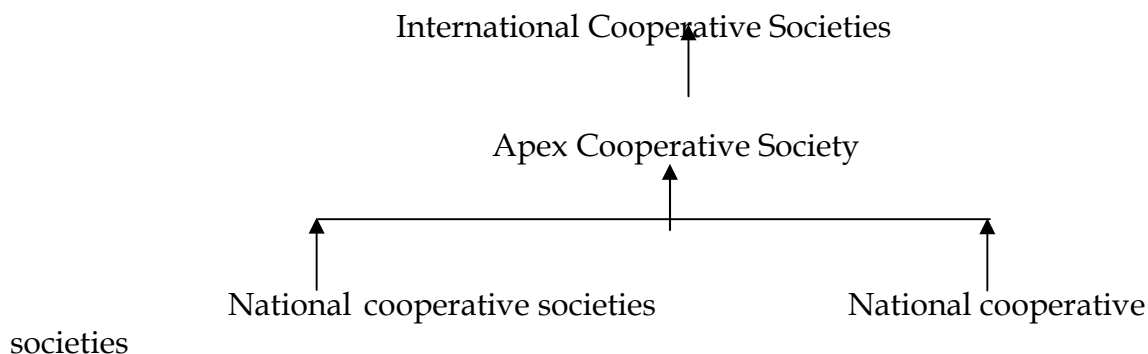 International Cooperative Societies
Apex Cooperative Society
National cooperative societies National cooperative
societies